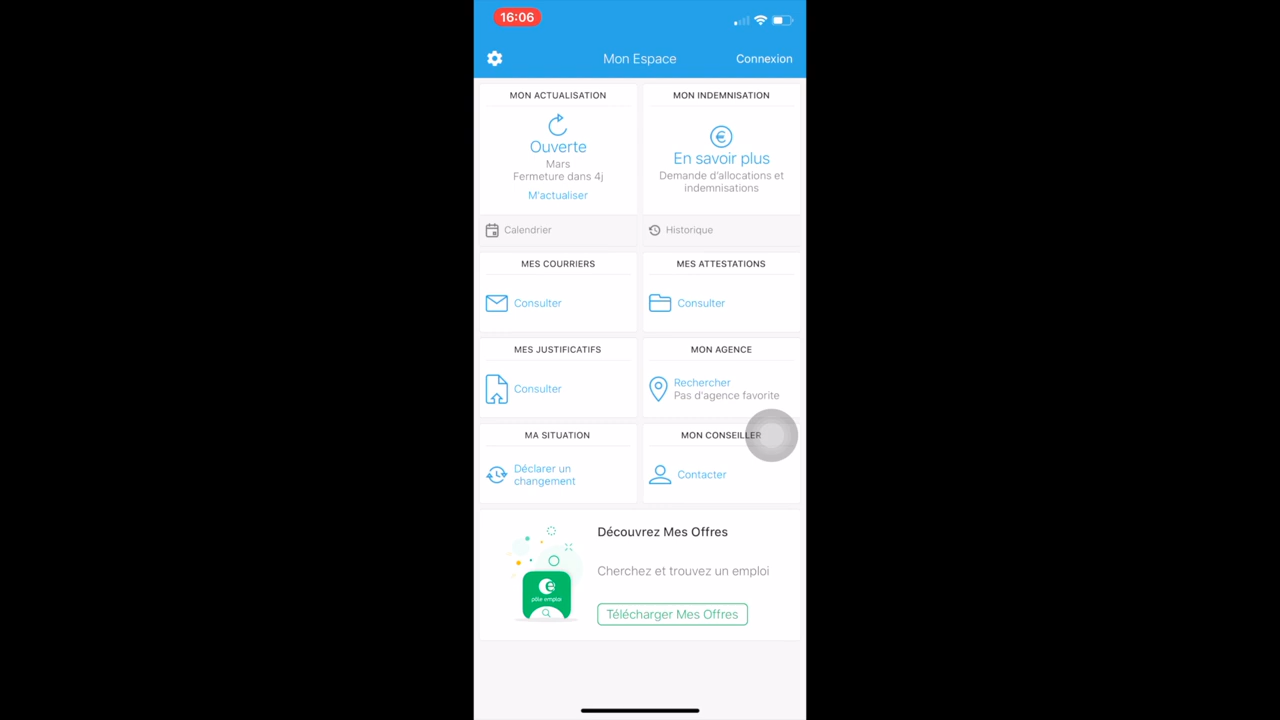 16:06
Mon Espace
Connexion
MON ACTUALISATION
Ouverte
Mars
Fermeture dans 4j
M'actualiser
Calendrier
MON INDEMNISATION
€
En savoir plus
Demande d'allocations et
indemnisations
Historique
MES COURRIERS
Consulter
MES ATTESTATIONS
Consulter
MES JUSTIFICATIFS
Consulter
MON AGENCE
Rechercher
Pas d'agence favorite
MA SITUATION
Déclarer un
changement
MON CONSEILLER
Contacter
pôle emploi
Découvrez Mes Offres
Cherchez et trouvez un emploi
Télécharger Mes Offres